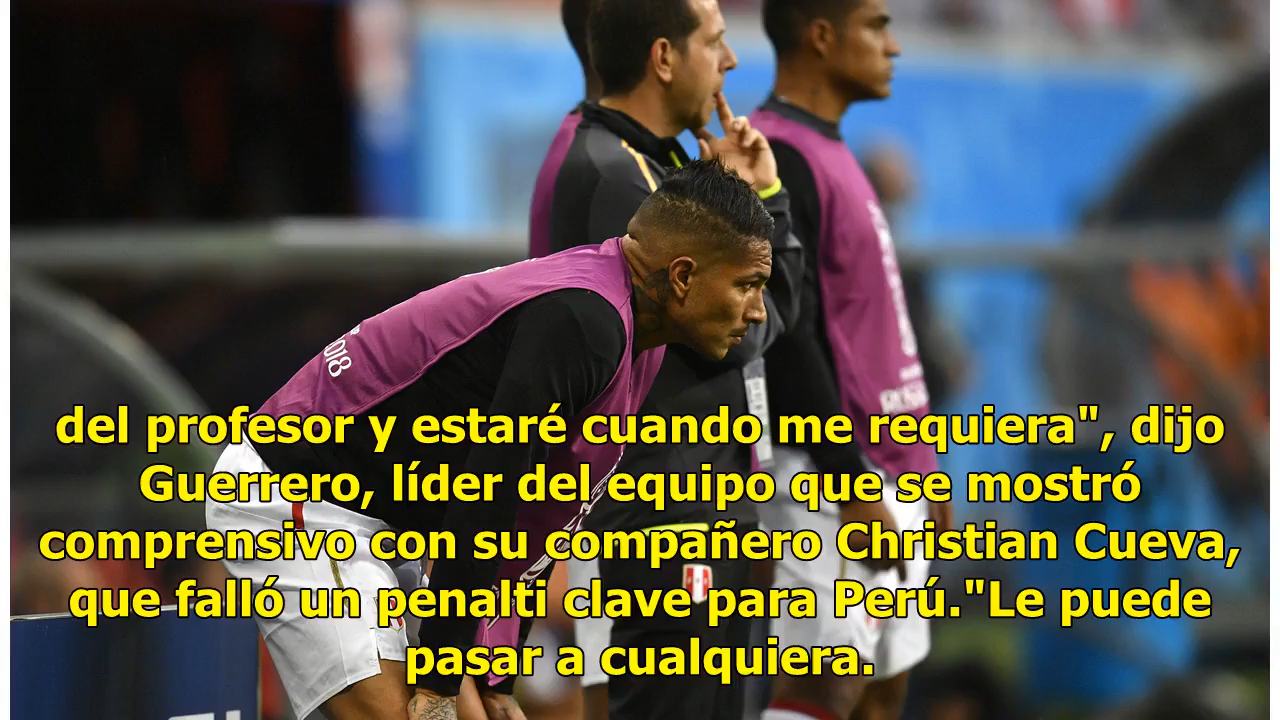 2018
del profesor y estaré cuando me requiera", dijo
Guerrero, líder del equipo que se mostró
comprensivo con su compañero Christian Cueva,
que falló un penalti clave para Perú."Le puede
pasar a cualquiera.